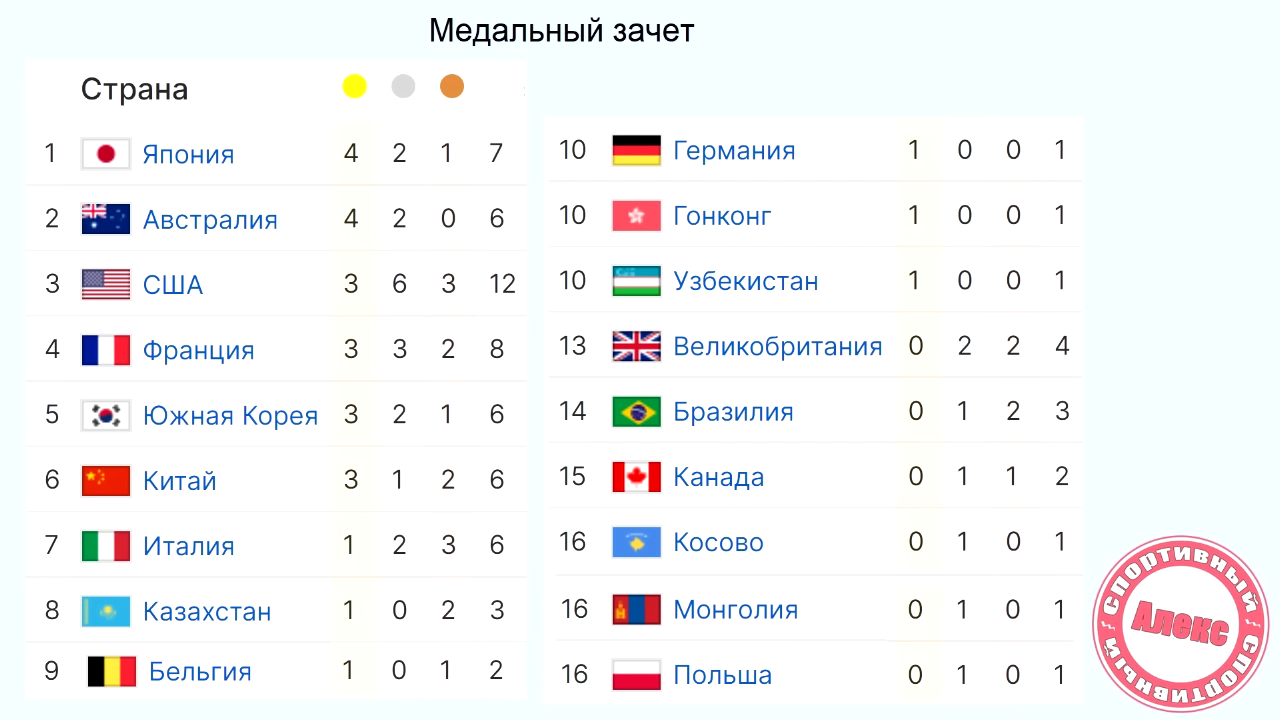 Медальный зачет
Страна
1 Япония 4 2 1 7
2 Австралия 4 2 0 6
3 США 3 6 3 12
4 Франция 3 3 2 8
5 Южная Корея 3 2 1 6
6 Китай 3 1 2 6
7 Италия 1 2 3 6
8 Казахстан 1 0 2 3
9 Бельгия 1 0 1 2
10 Германия 1 0 0 1
10 Гонконг 1 0 0 1
10 Узбекистан 1 0 0 1
13 Великобритания 0 2 2 4
14 Бразилия 0 1 2 3
15 Канада 0 1 1 2
16 Косово 0 1 0 1
16 Монголия 0 1 0 1
16 Польша 0 1 0 1
СПОРТИВНЫЙ
Алекс
СПОРТИВНЫЙ